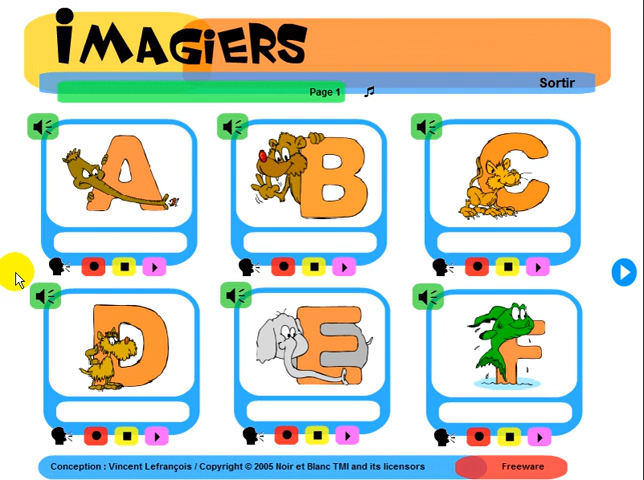 iMAGiERS
Sortir
Page 1
A
B
C
D
E
F
Conception : Vincent Lefrançois / Copyright © 2005 Noir et Blanc TMI and its licensors
Freeware